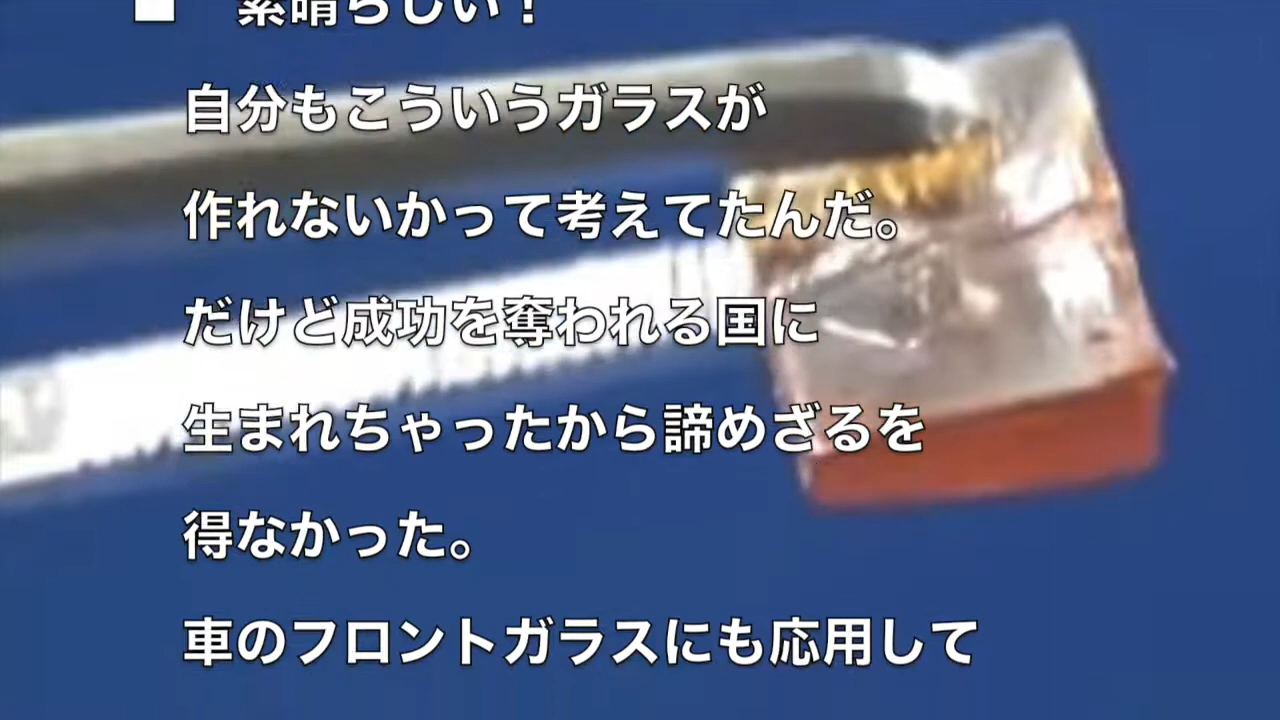 ■ 素晴らしい！
自分もこういうガラスが
作れないかって考えてたんだ。
だけど成功を奪われる国に
生まれちゃったから諦めざるを
得なかった。
車のフロントガラスにも応用して